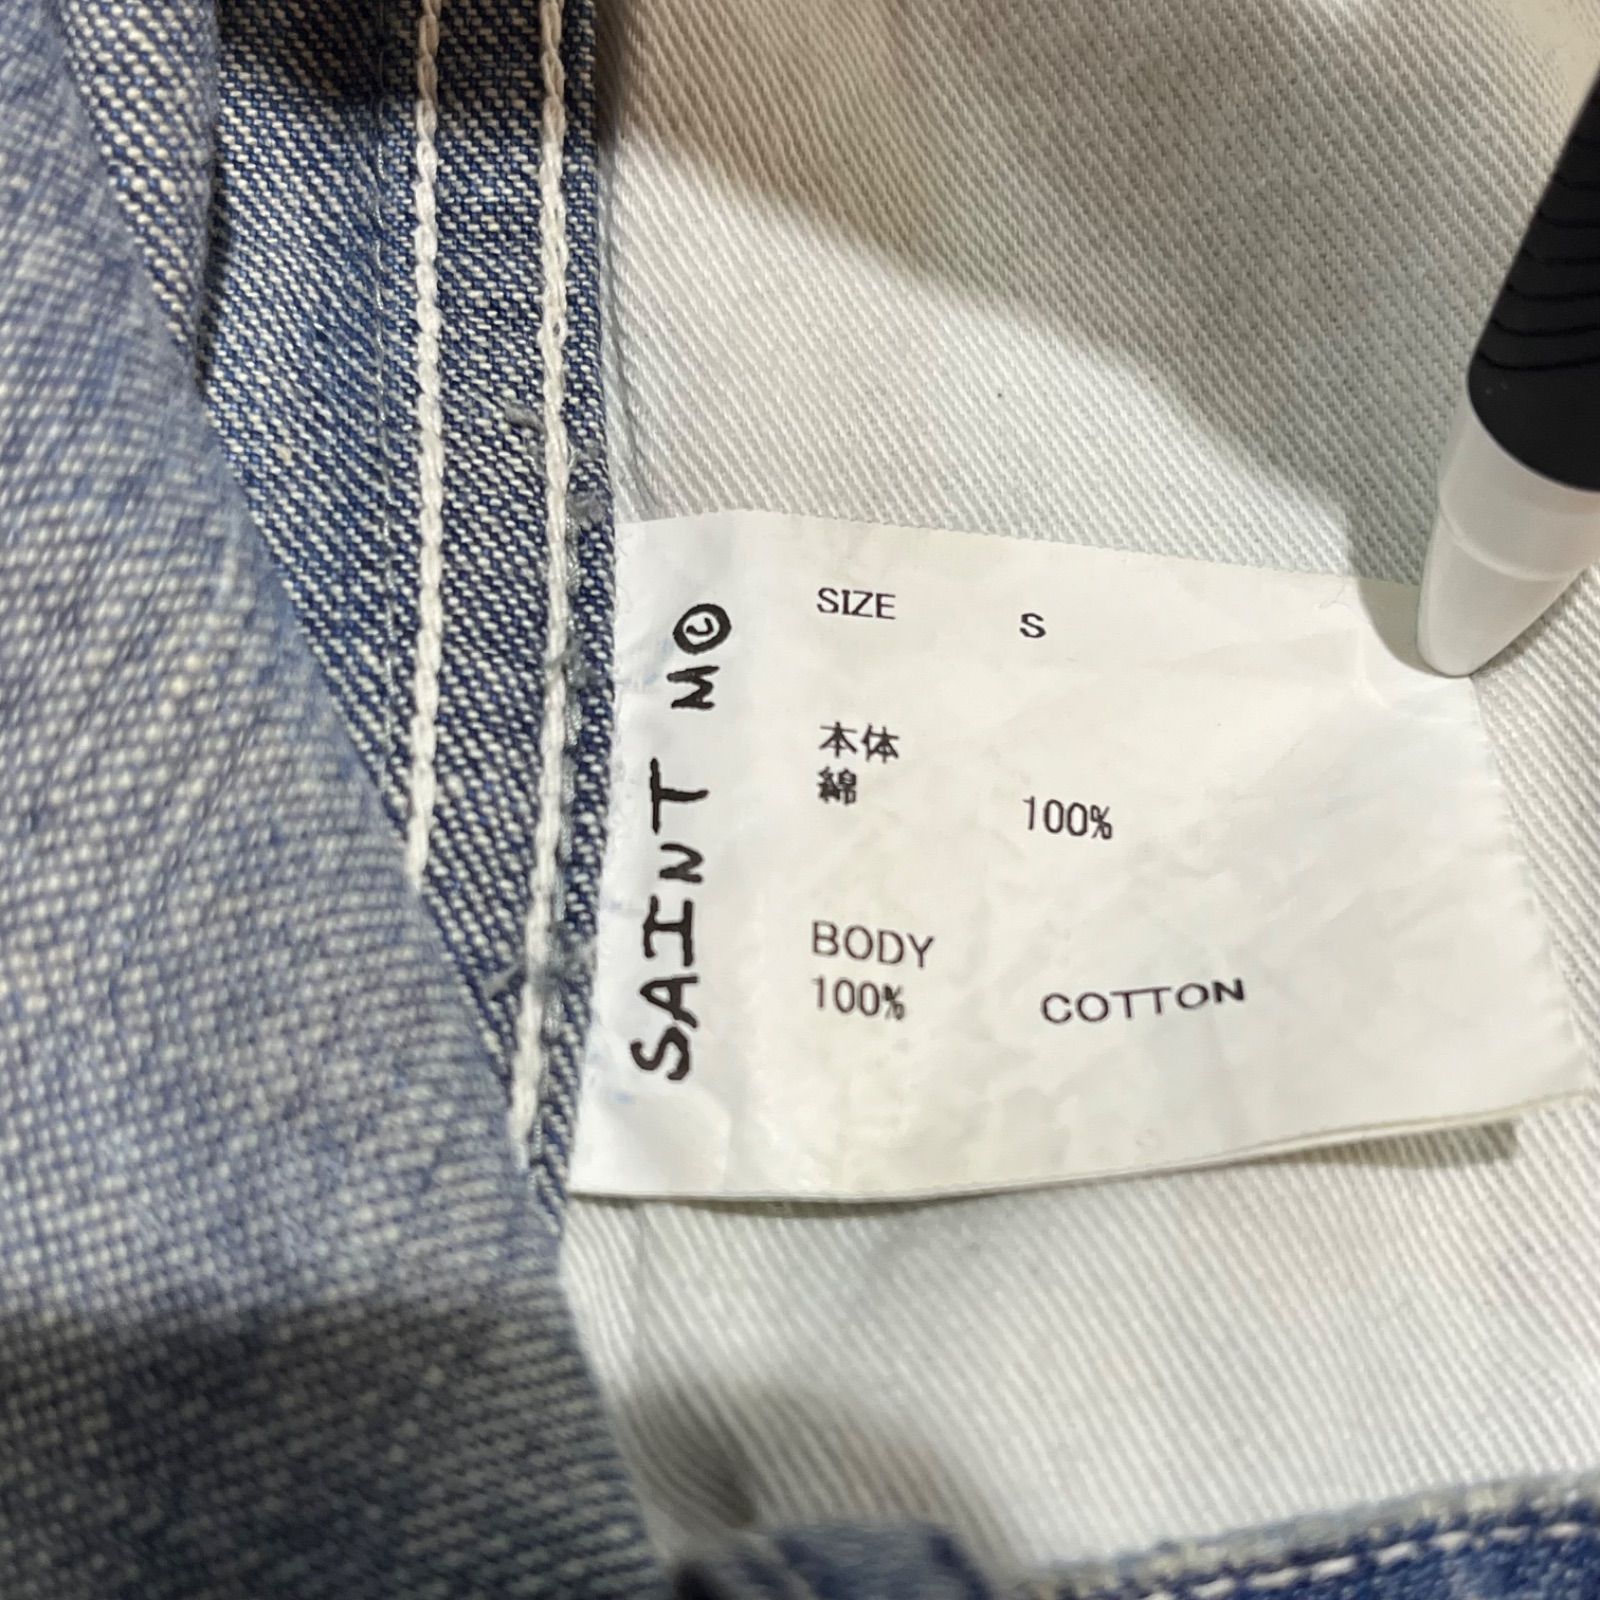 SAINT M©
SIZE S
本体
綿 100%
BODY
100% COTTON